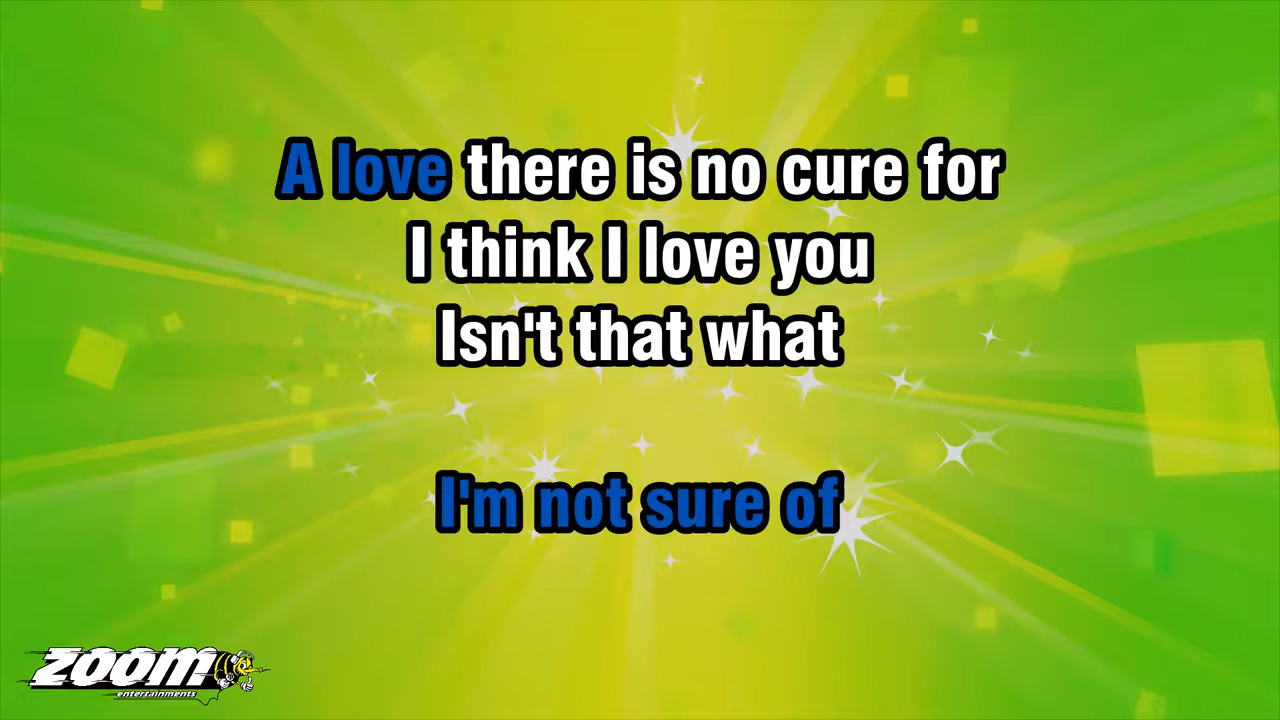 A love there is no cure for
I think I love you
Isn't that what
I'm not sure of
ZOOM
entertainments